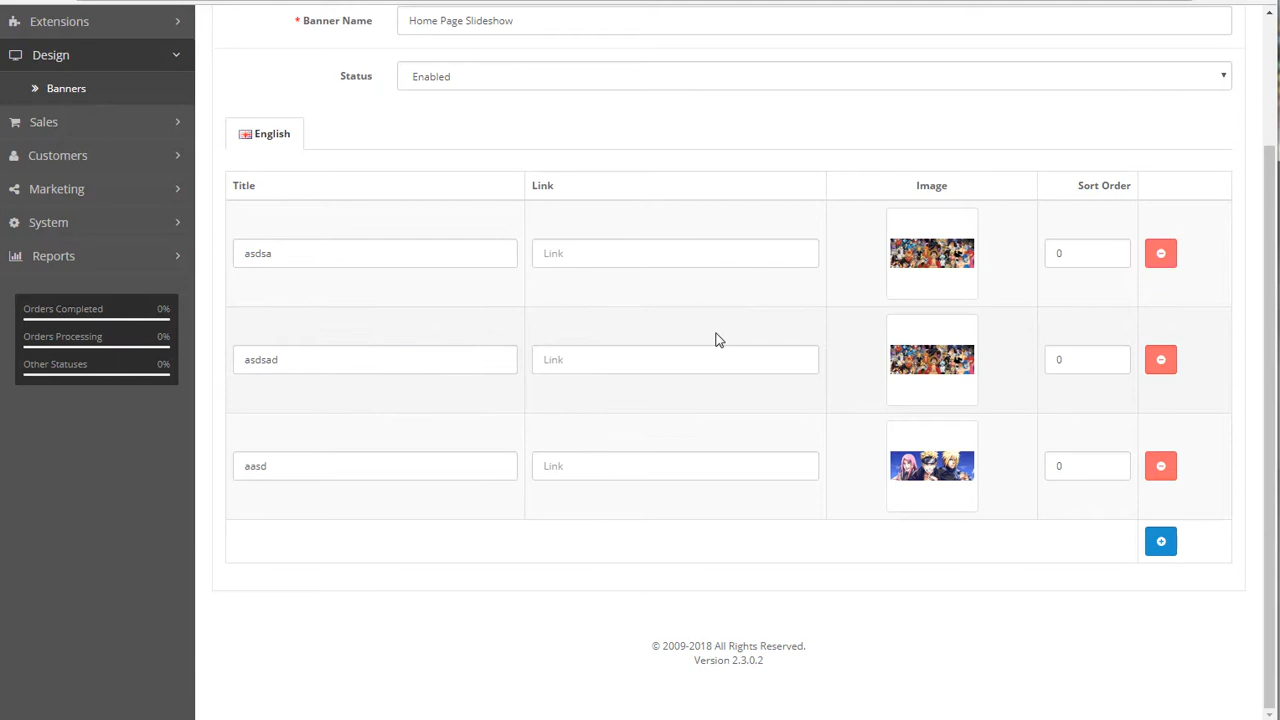 Extensions
* Banner Name
Home Page Slideshow
Design
Status
Enabled
Banners
Sales
English
Customers
Marketing
Title
Link
Image
Sort Order
System
asdsa
Link
0
Reports
Orders Completed
0%
Orders Processing
0%
Other Statuses
0%
asdsad
Link
0
aasd
Link
0
© 2009-2018 All Rights Reserved.
Version 2.3.0.2